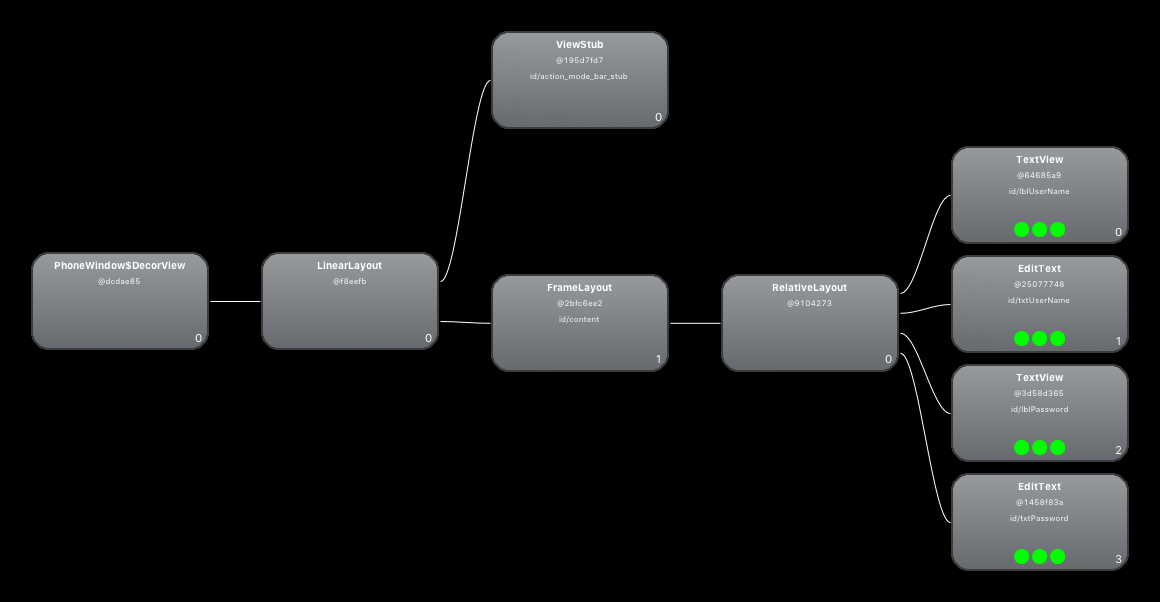 ViewStub
@195d7fd7
id/action_mode_bar_stub
0
PhoneWindow$DecorView
@dcdae85
0
LinearLayout
@f8eefb
0
FrameLayout
@2bfc6ee2
id/content
1
RelativeLayout
@9104273
0
TextView
@64685a9
id/lblUserName
0
EditText
@25077748
id/txtUserName
1
TextView
@3d58d365
id/lblPassword
2
EditText
@1458f83a
id/txtPassword
3